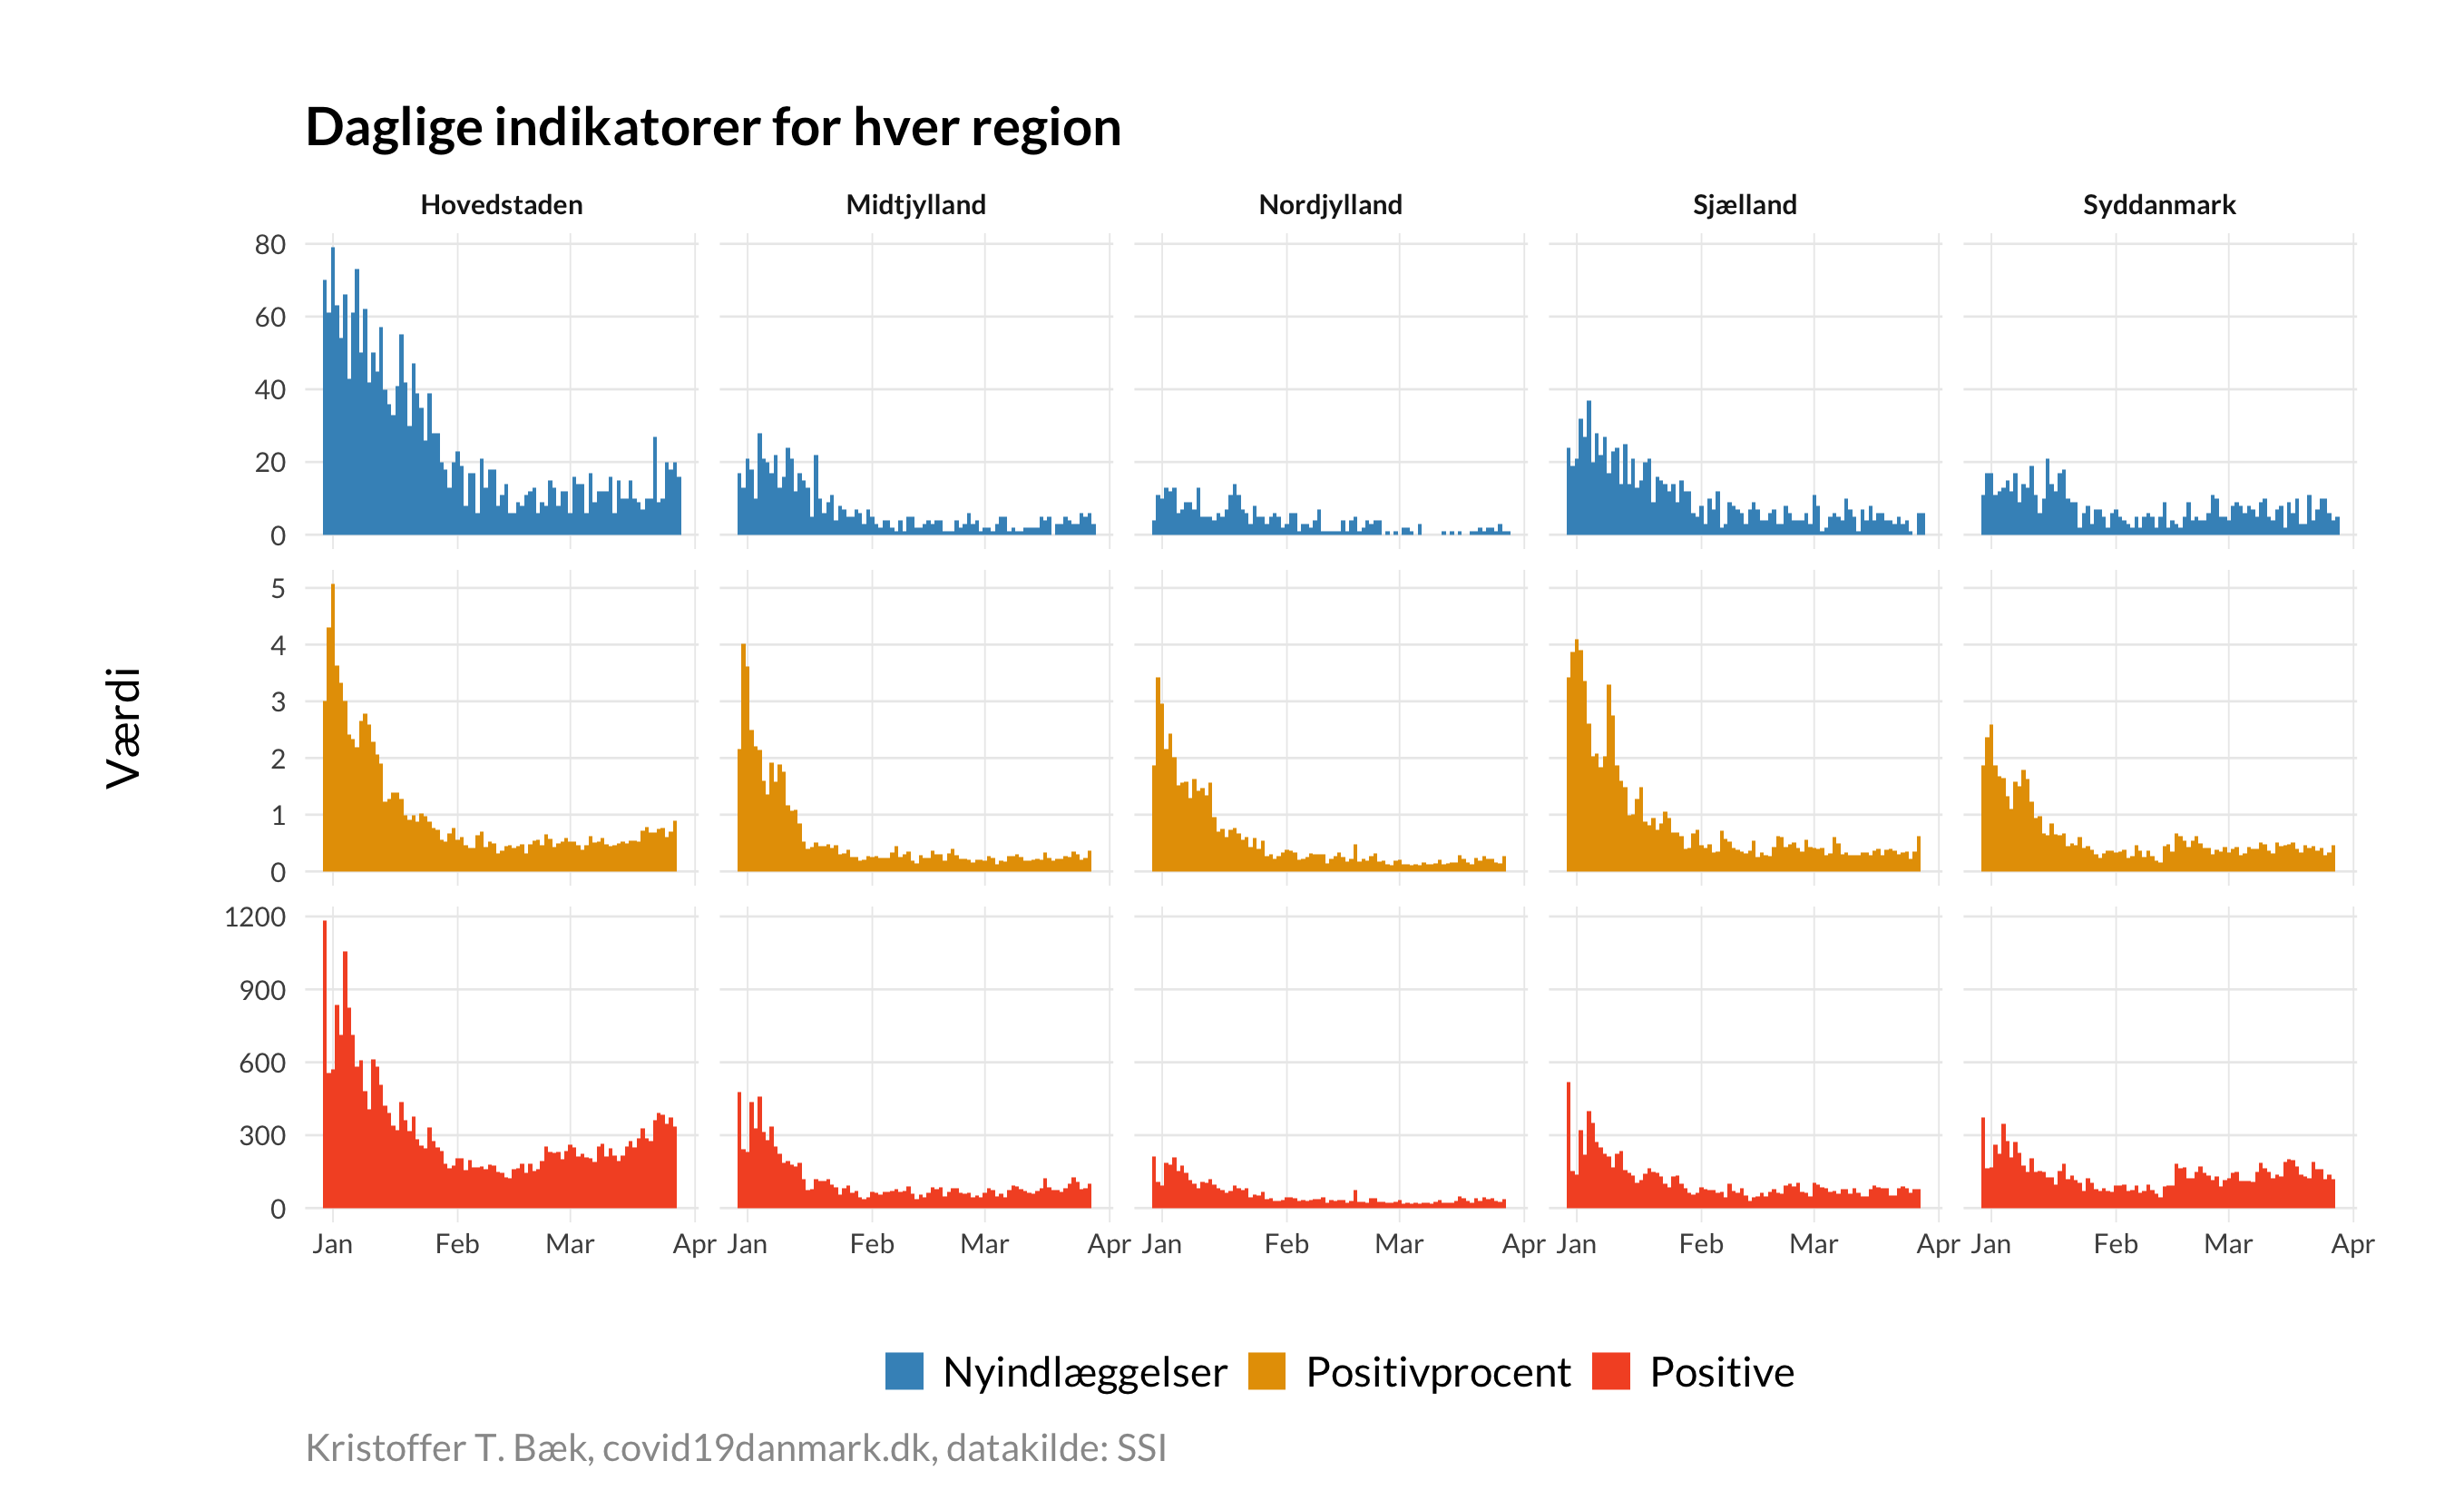 Daglige indikatorer for hver region
Hovedstaden Midtjylland Nordjylland Sjælland Syddanmark
80
60
40
20
0
5
4
3
2
1
0
1200
900
600
300
0
Værdi
Jan Feb Mar Apr Jan Feb Mar Apr Jan Feb Mar Apr Jan Feb Mar Apr Jan Feb Mar Apr
Nyindlæggelser Positivprocent Positive
Kristoffer T. Bæk, covid19danmark.dk, datakilde: SSI